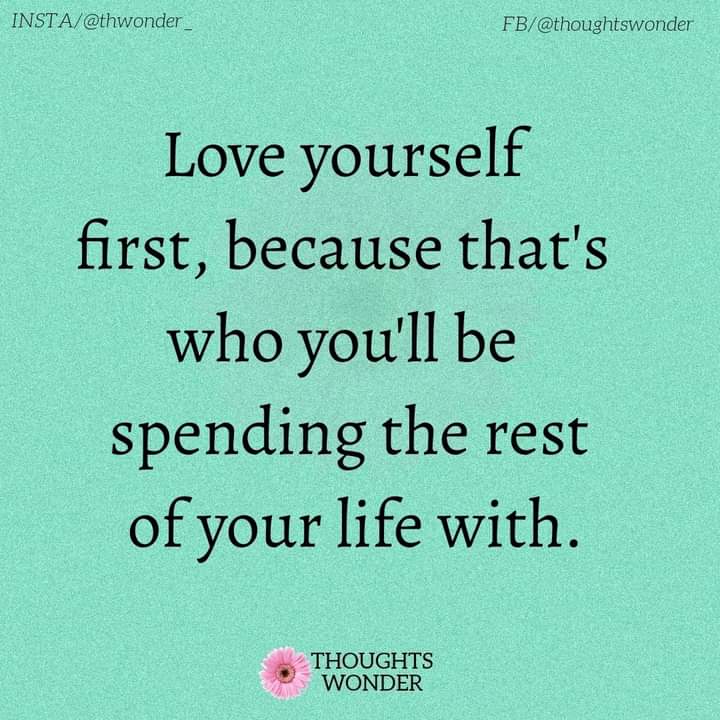 INSTA/@thwonder_
FB/@thoughtswonder
Love yourself
first, because that's
who you'll be
spending the rest
of your life with.
THOUGHTS
WONDER